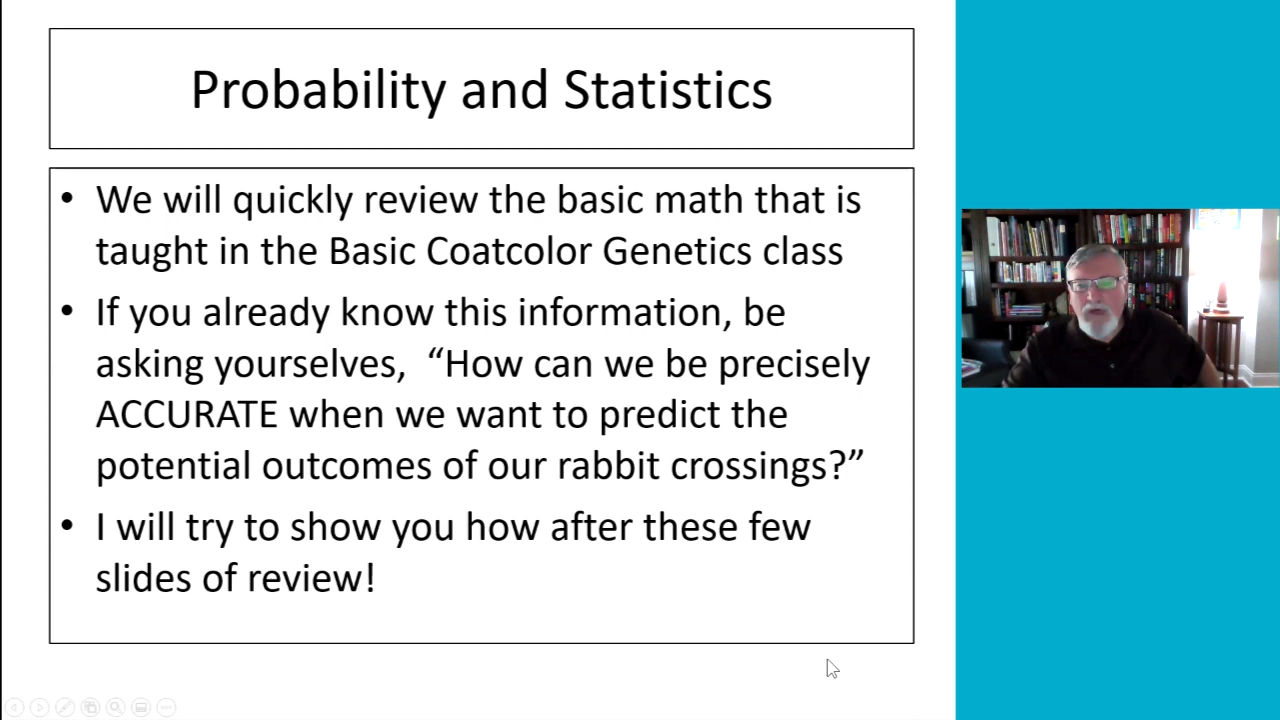 Probability and Statistics
• We will quickly review the basic math that is
taught in the Basic Coatcolor Genetics class
• If you already know this information, be
asking yourselves,  “How can we be precisely
ACCURATE when we want to predict the
potential outcomes of our rabbit crossings?”
• I will try to show you how after these few
slides of review!